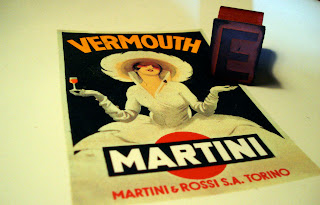 VERMOUTH
MARTINI
MARTINI & ROSSI S.A. TORINO